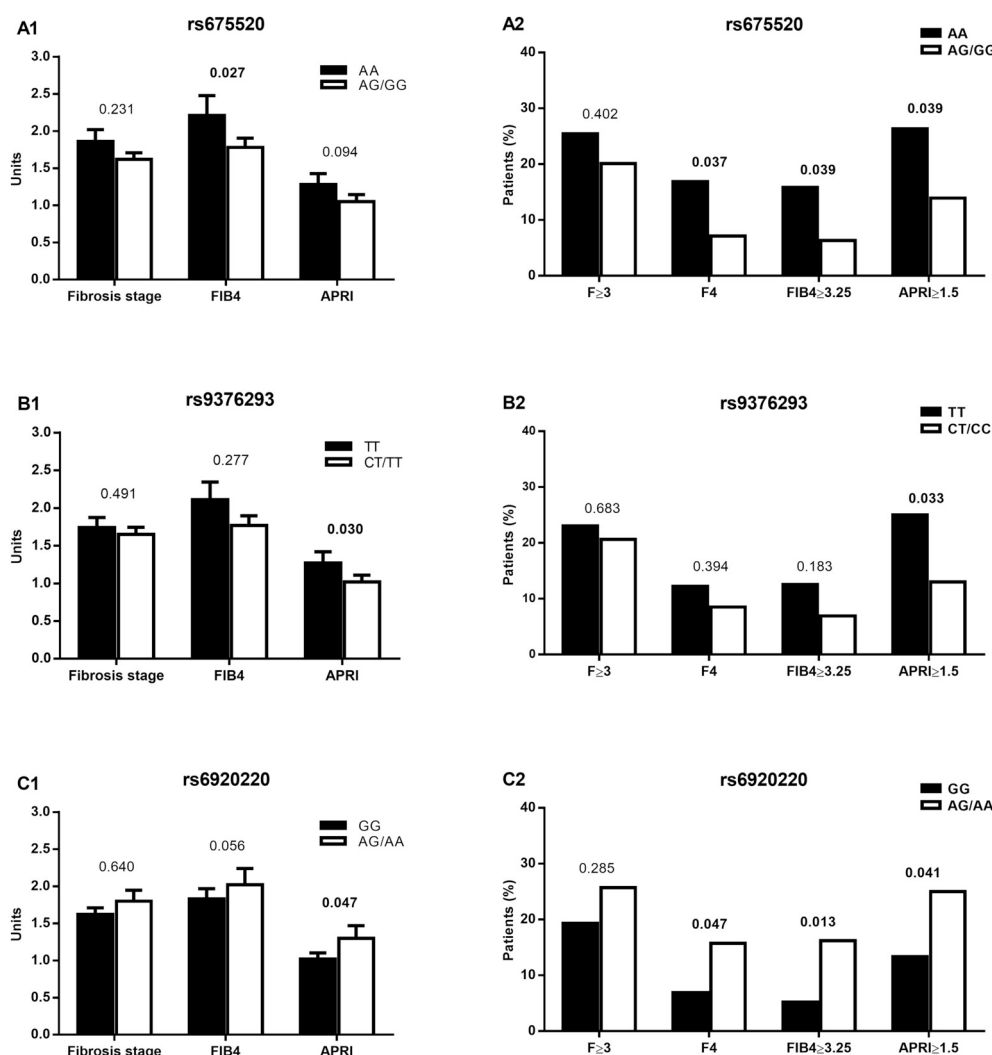 A1
rs675520
3.0
2.5
2.0
1.5
1.0
0.5
0.0
Units
AA
AG/GG
0.231
0.027
0.094
Fibrosis stage
FIB4
APRI
A2
rs675520
40
30
20
10
0
Patients (%)
AA
AG/GG
0.402
0.037
0.039
0.039
F≥3
F4
FIB4≥3.25
APRI≥1.5
B1
rs9376293
3.0
2.5
2.0
1.5
1.0
0.5
0.0
Units
TT
CT/TT
0.491
0.277
0.030
Fibrosis stage
FIB4
APRI
B2
rs9376293
40
30
20
10
0
Patients (%)
TT
CT/CC
0.683
0.394
0.183
0.033
F≥3
F4
FIB4≥3.25
APRI≥1.5
C1
rs6920220
3.0
2.5
2.0
1.5
1.0
0.5
0.0
Units
GG
AG/AA
0.640
0.056
0.047
Fibrosis stage
FIB4
APRI
C2
rs6920220
40
30
20
10
0
Patients (%)
GG
AG/AA
0.285
0.047
0.013
0.041
F≥3
F4
FIB4≥3.25
APRI≥1.5